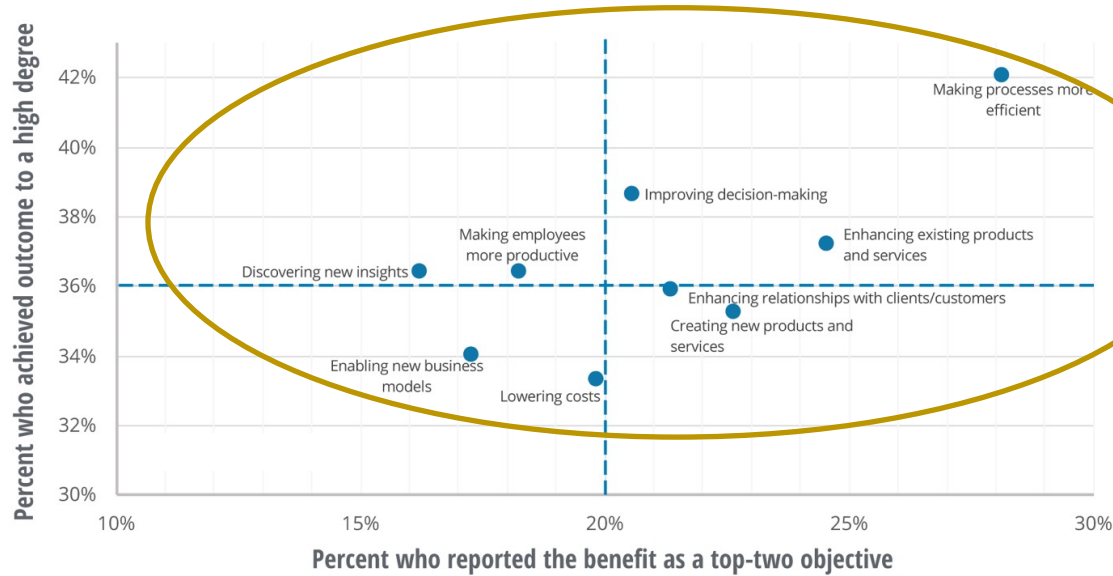 Percent who achieved outcome to a high degree
42%
40%
38%
36%
34%
32%
30%
Making processes more
efficient
Improving decision-making
Enhancing existing products
and services
Making employees
more productive
Discovering new insights
Enhancing relationships with clients/customers
Creating new products and
services
Enabling new business
models
Lowering costs
10%
15%
20%
25%
30%
Percent who reported the benefit as a top-two objective